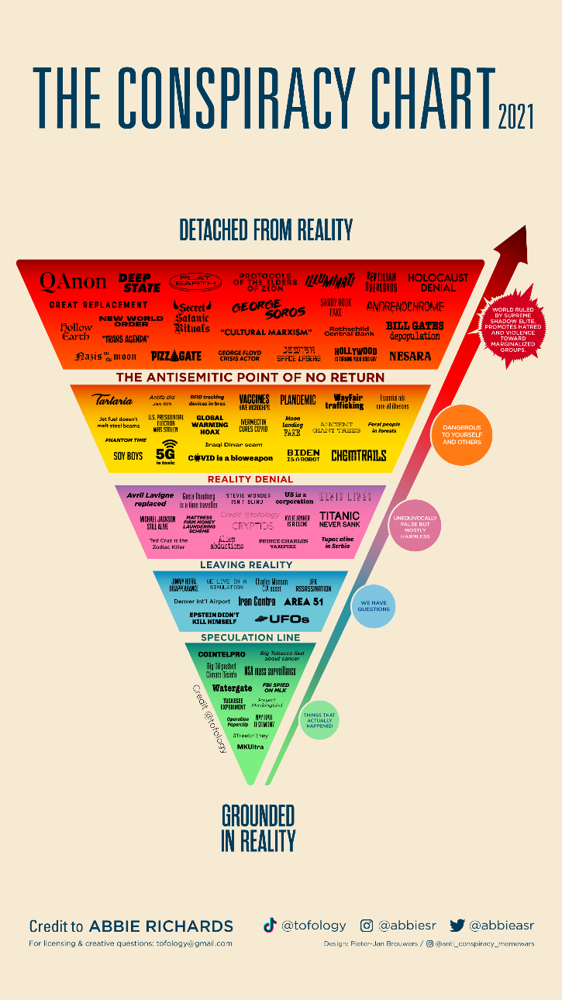 THE CONSPIRACY CHART 2021
DETACHED FROM REALITY
QAnon
DEEP
STATE
FLAT
EARTH
PROTOCOLS
OF THE ELDERS
OF ZION
ILLUMINATI
REPTILIAN
OVERLORDS
HOLOCAUST
DENIAL
GREAT REPLACEMENT
Secret
Satanic
Rituals
GEORGE
SOROS
SANDY HOOK
FAKE
ANDRENOCHROME
Hollow
Earth
NEW WORLD
ORDER
"TRANS AGENDA"
"CULTURAL MARXISM"
Rothschild
Central Bank
BILL GATES
depopulation
Nazis on the moon
PIZZAGATE
GEORGE FLOYD
CRISIS ACTOR
JEWISH
SPACE LASERS
HOLLYWOOD
IS TURNING YOUR KIDS GAY
NESARA
WORLD RULED
BY SUPREME
SHADOW ELITE.
PROMOTES HATRED
AND VIOLENCE
TOWARD
MARGINALIZED
GROUPS.
THE ANTISEMITIC POINT OF NO RETURN
Tartaria
Antifa did
Jan 6th
RFID tracking
devices in bras
VACCINES
HAVE MICROCHIPS
PLANDEMIC
WayFair
trafficking
Essential oils
cure all illnesses
Jet fuel doesn't
melt steel beams
U.S. PRESIDENTIAL
ELECTION
WAS STOLEN
GLOBAL
WARMING
HOAX
IVERMECTIN
CURES COVID
Moon
landing
FAKE
ANCIENT
GIANT TREES
Feral people
in forests
PHANTOM TIME
SOY BOYS
5G
is toxic
Iraqi Dinar scam
COVID is a bioweapon
BIDEN
IS A ROBOT
CHEMTRAILS
DANGEROUS
TO YOURSELF
AND OTHERS
REALITY DENIAL
Avril Lavigne
replaced
Greta Thunberg
is a time traveller
STEVIE WONDER
ISN'T BLIND
US is a
corporation
ELVIS LIVES
MICHAEL JACKSON
STILL ALIVE
MATTRESS
FIRM MONEY
LAUNDERING
SCHEME
Credit @tofology
CRYPTIDS
KYLIE JENNER
IS A CLONE
TITANIC
NEVER SANK
Ted Cruz is the
Zodiac Killer
Alien
abductions
PRINCE CHARLES
VAMPIRE
Tupac alive
in Serbia
UNEQUIVOCALLY
FALSE BUT
MOSTLY
HARMLESS
LEAVING REALITY
JIMMY HOFFA
DISAPPEARANCE
WE LIVE IN A
SIMULATION
Charles Manson
CIA asset
JFK
ASSASSINATION
Denver Int'l Airport
Iran Contra
AREA 51
EPSTEIN DIDN'T
KILL HIMSELF
UFOs
WE HAVE
QUESTIONS
SPECULATION LINE
COINTELPRO
Big Tobacco lied
about cancer
Big Oil pushed
Climate Disinfo
NSA mass surveillance
Watergate
FBI SPIED
ON MLK
TUSKEGEE
EXPERIMENT
Project
Mockingbird
Operation
Paperclip
NAYIRAH
TESTIMONY
#freebritney
MKUltra
Credit @tofology
THINGS THAT
ACTUALLY
HAPPENED
GROUNDED
IN REALITY
Credit to ABBIE RICHARDS
@tofology @abbiesr @abbieasr
For licensing & creative questions: tofology@gmail.com
Design: Pieter-Jan Brouwers / @anti_conspiracy_memewars